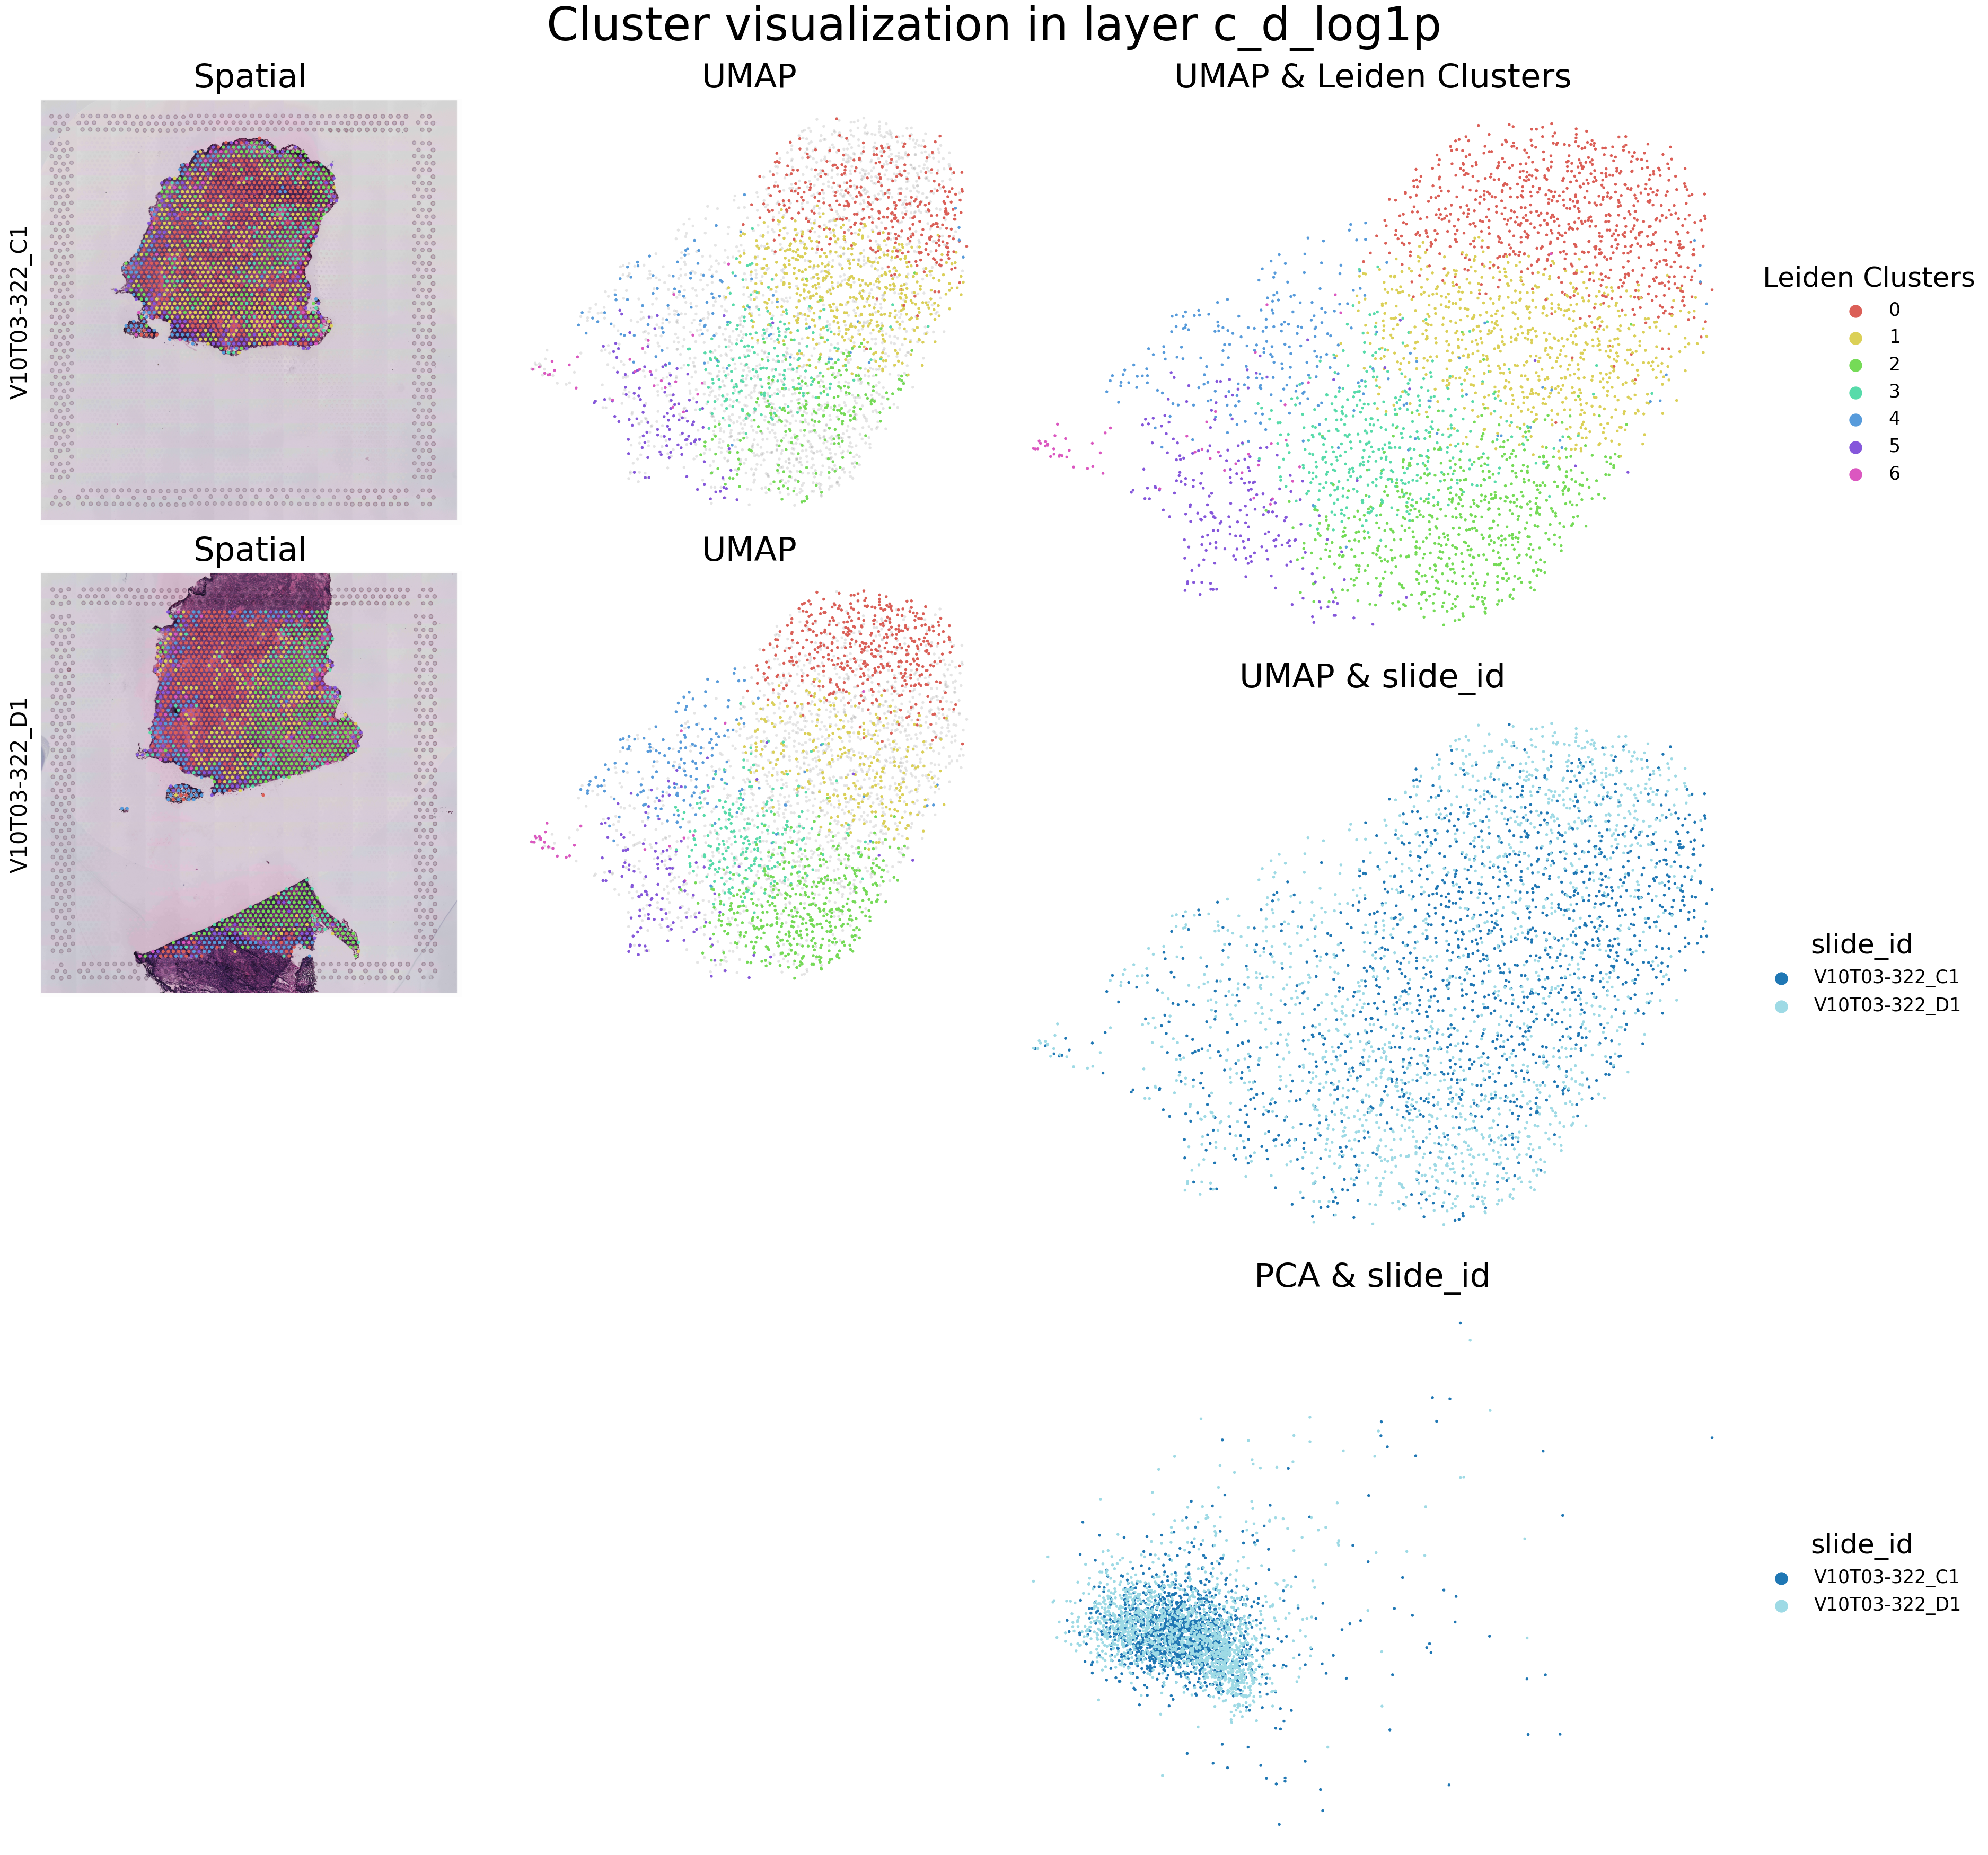 Cluster visualization in layer c_d_log1p
Spatial
UMAP
UMAP & Leiden Clusters
V10T03-322_C1
Leiden Clusters
0
1
2
3
4
5
6
Spatial
UMAP
V10T03-322_D1
UMAP & slide_id
slide_id
V10T03-322_C1
V10T03-322_D1
PCA & slide_id
slide_id
V10T03-322_C1
V10T03-322_D1